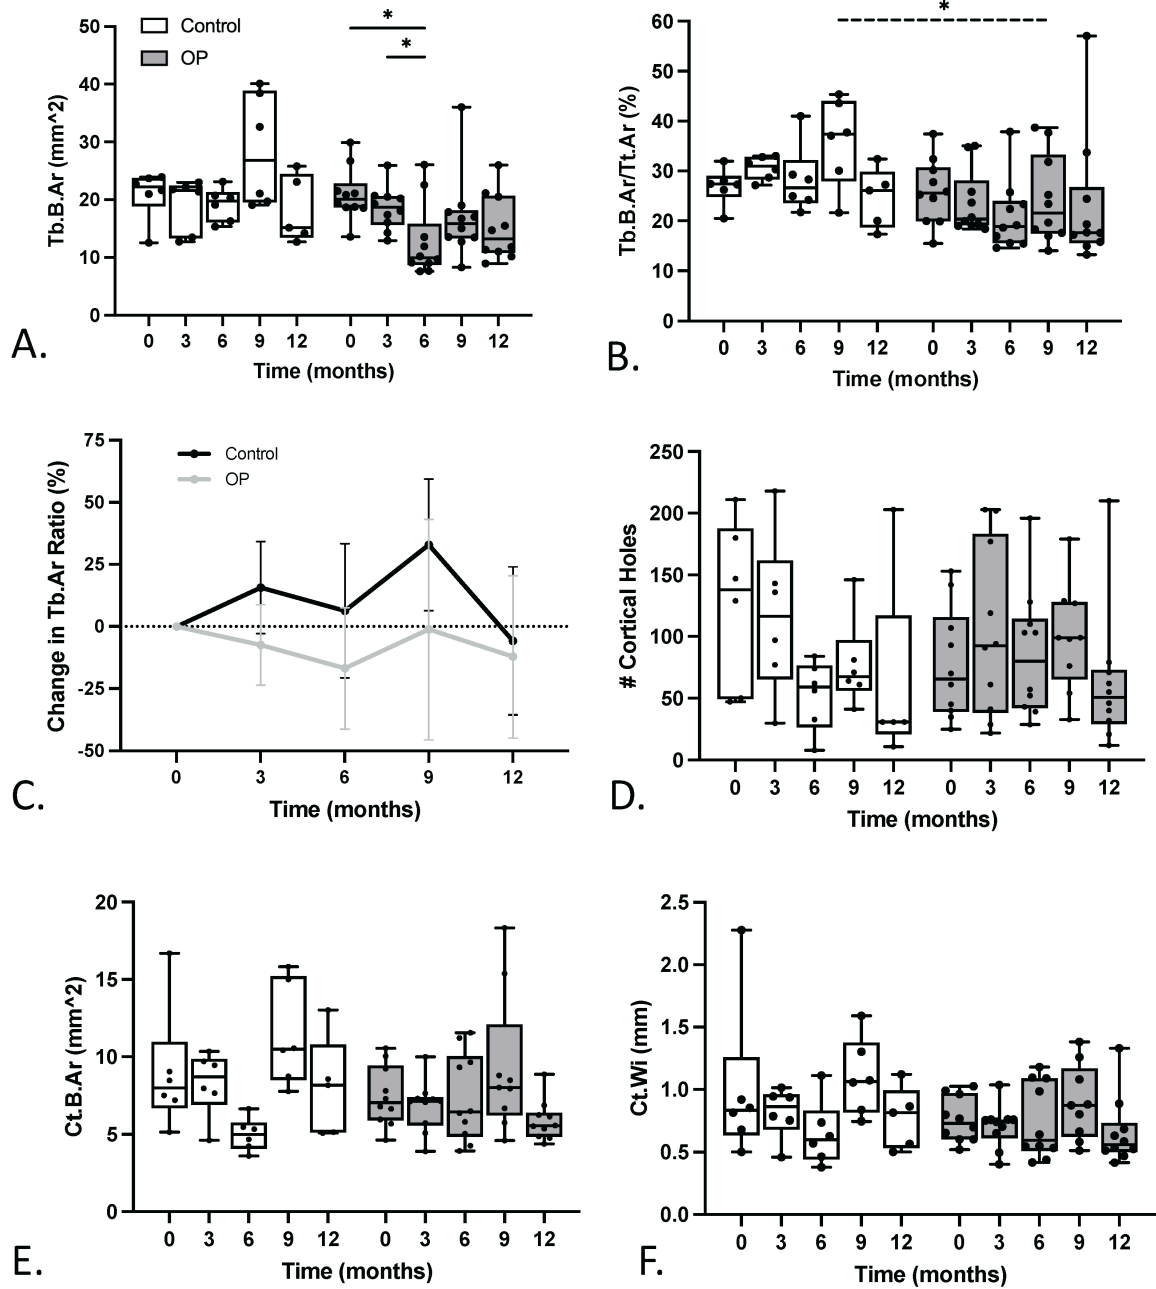 Control
OP
*
*
Tb.B.Ar (mm^2)
50
40
30
20
10
0
0 3 6 9 12 0 3 6 9 12
Time (months)
A.
*
Tb.B.Ar/Tt.Ar (%)
60
50
40
30
20
10
0
0 3 6 9 12 0 3 6 9 12
Time (months)
B.
Control
OP
Change in Tb.Ar Ratio (%)
75
50
25
0
-25
-50
0 3 6 9 12
Time (months)
C.
# Cortical Holes
250
200
150
100
50
0
0 3 6 9 12 0 3 6 9 12
Time (months)
D.
Ct.B.Ar (mm^2)
20
15
10
5
0
0 3 6 9 12 0 3 6 9 12
Time (months)
E.
Ct.Wi (mm)
2.5
2.0
1.5
1.0
0.5
0.0
0 3 6 9 12 0 3 6 9 12
Time (months)
F.